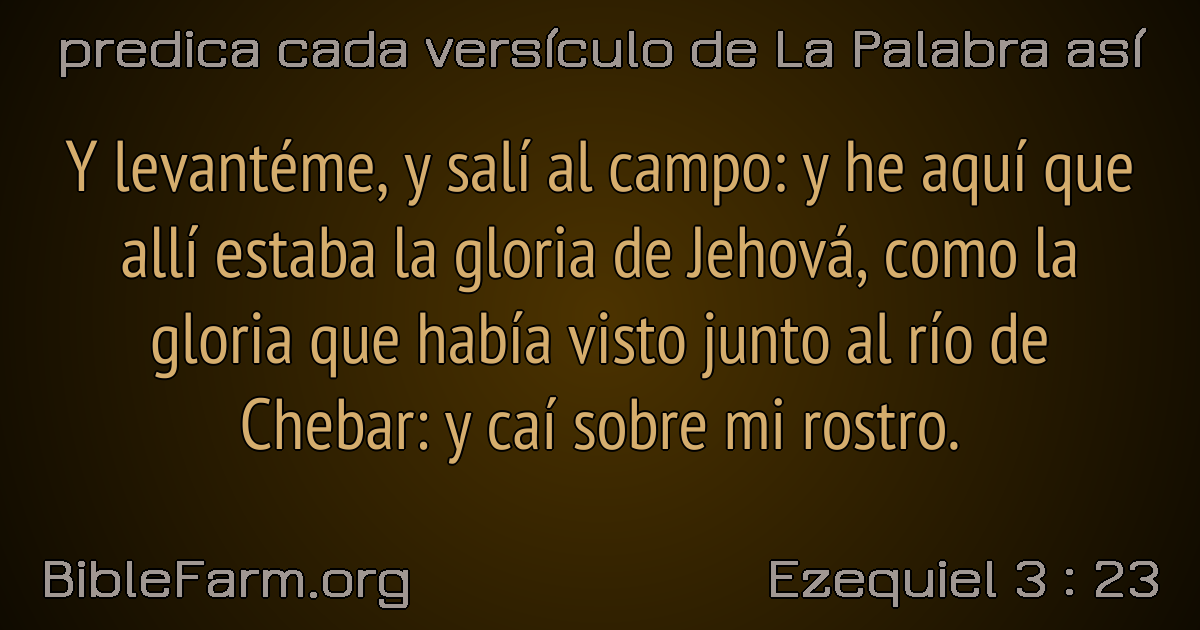 predica cada versículo de La Palabra así
Y levantéme, y salí al campo: y he aquí que
allí estaba la gloria de Jehová, como la
gloria que había visto junto al río de
Chebar: y caí sobre mi rostro.
BibleFarm.org
Ezequiel 3 : 23